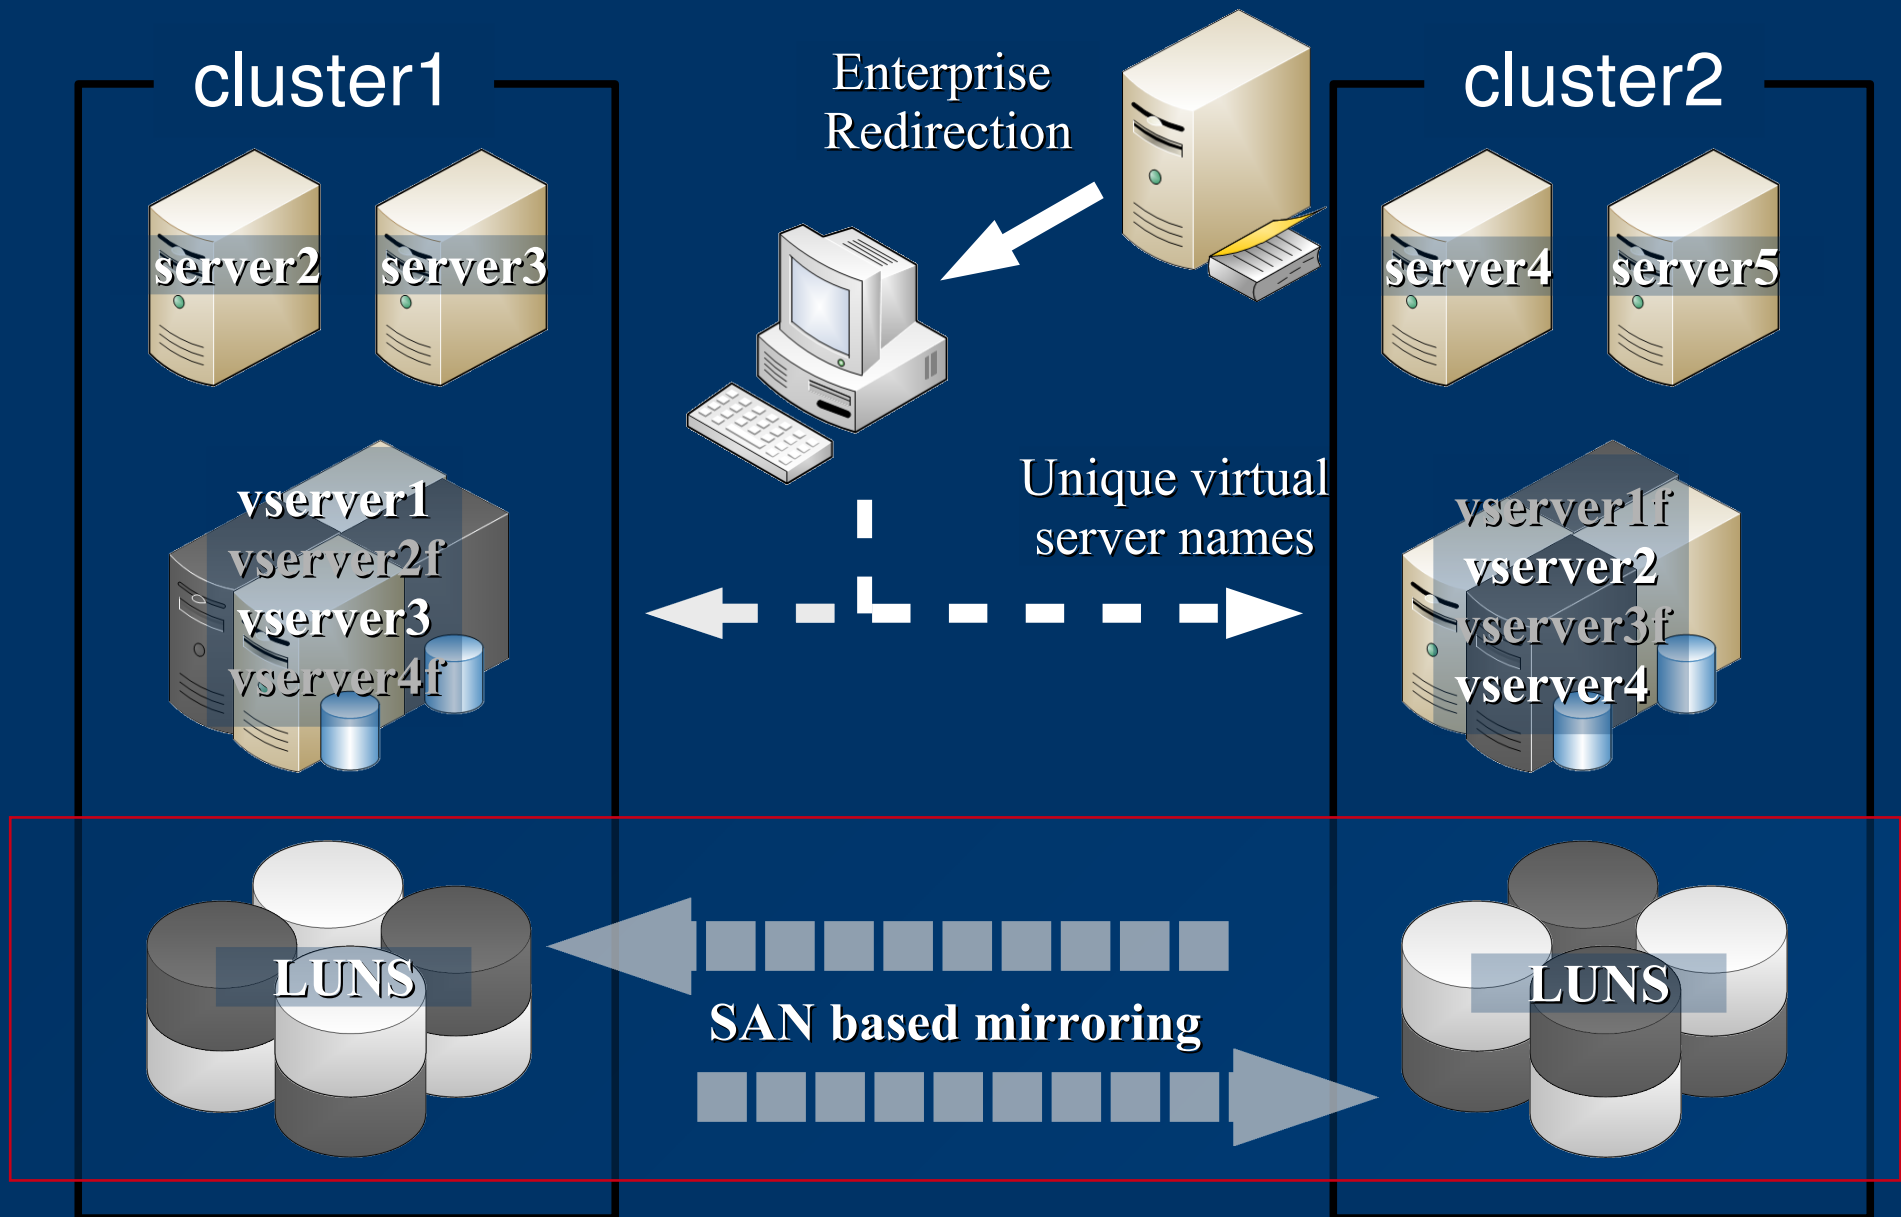 cluster1
Enterprise
Redirection
cluster2
server2
server3
server4
server5
vserver1
vserver2f
vserver3
vserver4f
Unique virtual
server names
vserver1f
vserver2
vserver3f
vserver4
LUNS
SAN based mirroring
LUNS